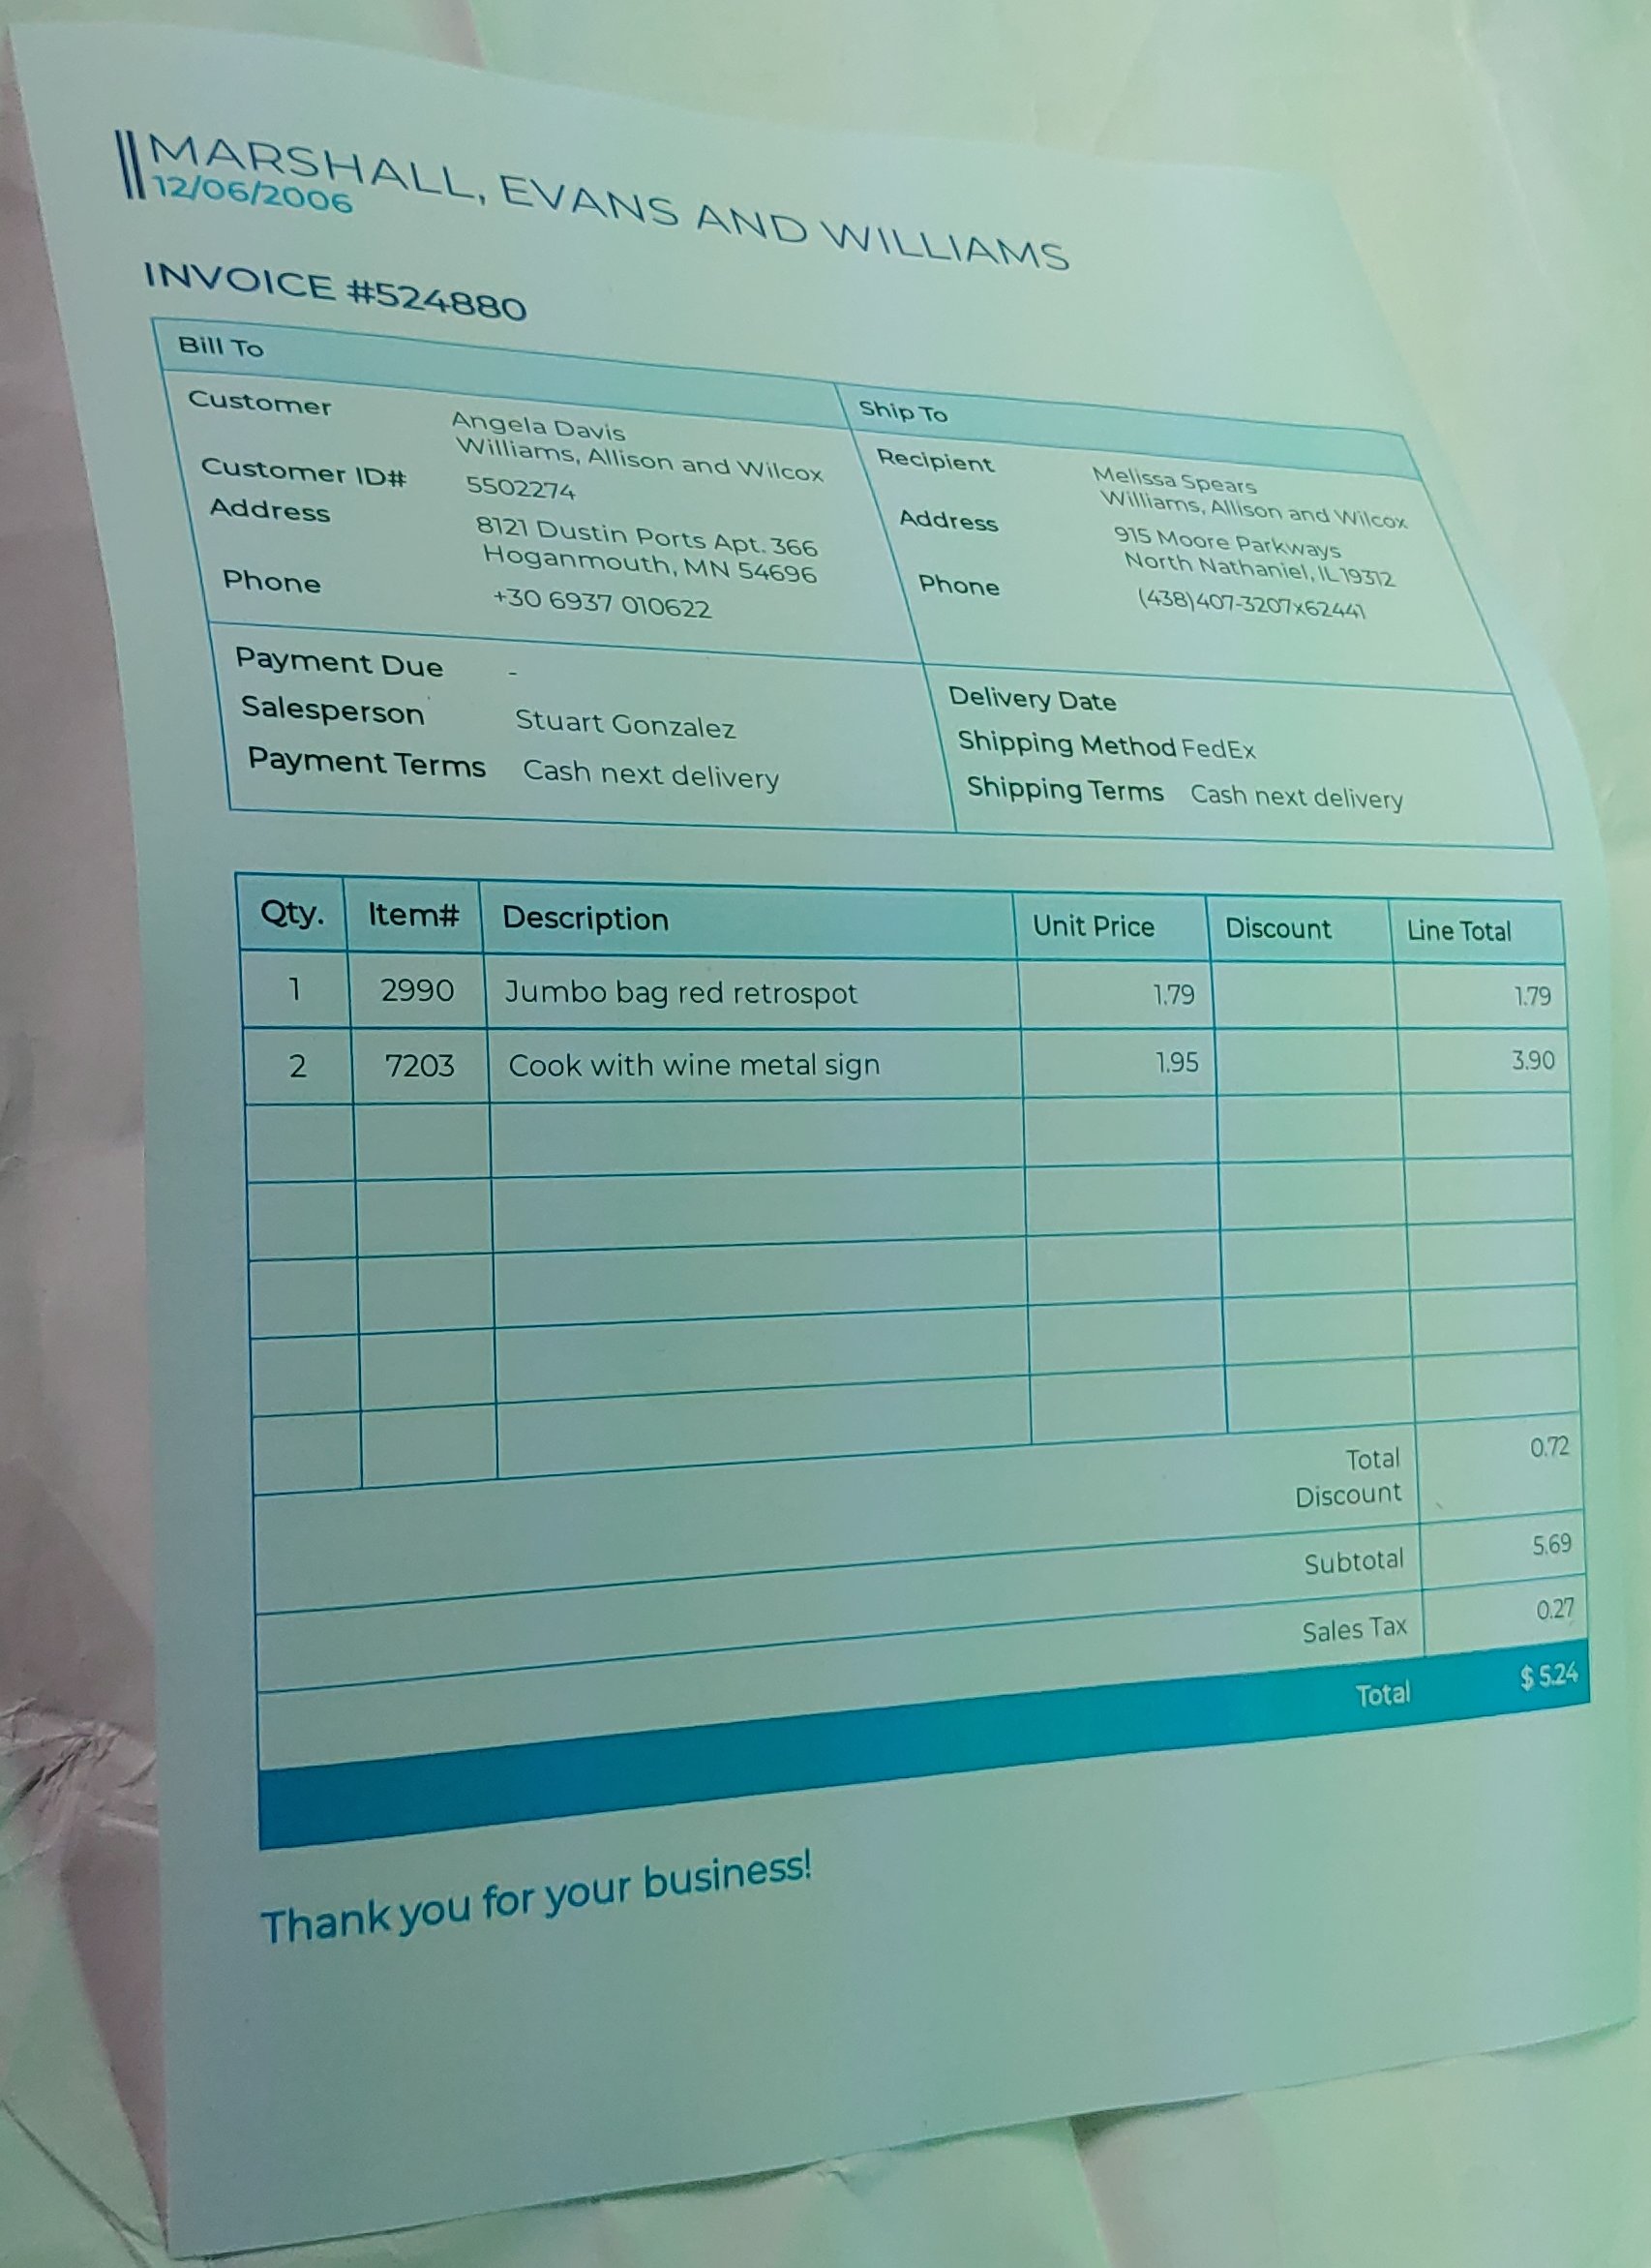 MARSHALL, EVANS AND WILLIAMS
12/06/2006
INVOICE #524880
Bill To
Customer Angela Davis
Williams, Allison and Wilcox
Customer ID# 5502274
Address 8121 Dustin Ports Apt. 366
Hoganmouth, MN 54696
Phone +30 6937 010622
Ship To
Recipient Melissa Spears
Williams, Allison and Wilcox
Address 915 Moore Parkways
North Nathaniel, IL 19312
Phone (438)407-3207x62441
Payment Due -
Salesperson Stuart Gonzalez
Payment Terms Cash next delivery
Delivery Date
Shipping Method FedEx
Shipping Terms Cash next delivery
Qty. Item# Description Unit Price Discount Line Total
1 2990 Jumbo bag red retrospot 1.79 1.79
2 7203 Cook with wine metal sign 1.95 3.90
Total 0.72
Discount
Subtotal 5.69
Sales Tax 0.27
Total $ 5.24
Thank you for your business!